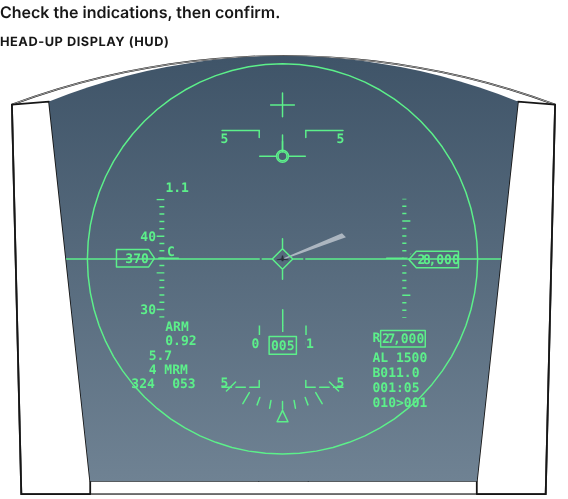 Check the indications, then confirm.
HEAD-UP DISPLAY (HUD)
5 5
1.1
40
C
370 28,000
30
ARM
0.92
0 005 1 R27,000
5.7 AL 1500
4 MRM B011.0
324 053 5 5 001:05
010>001